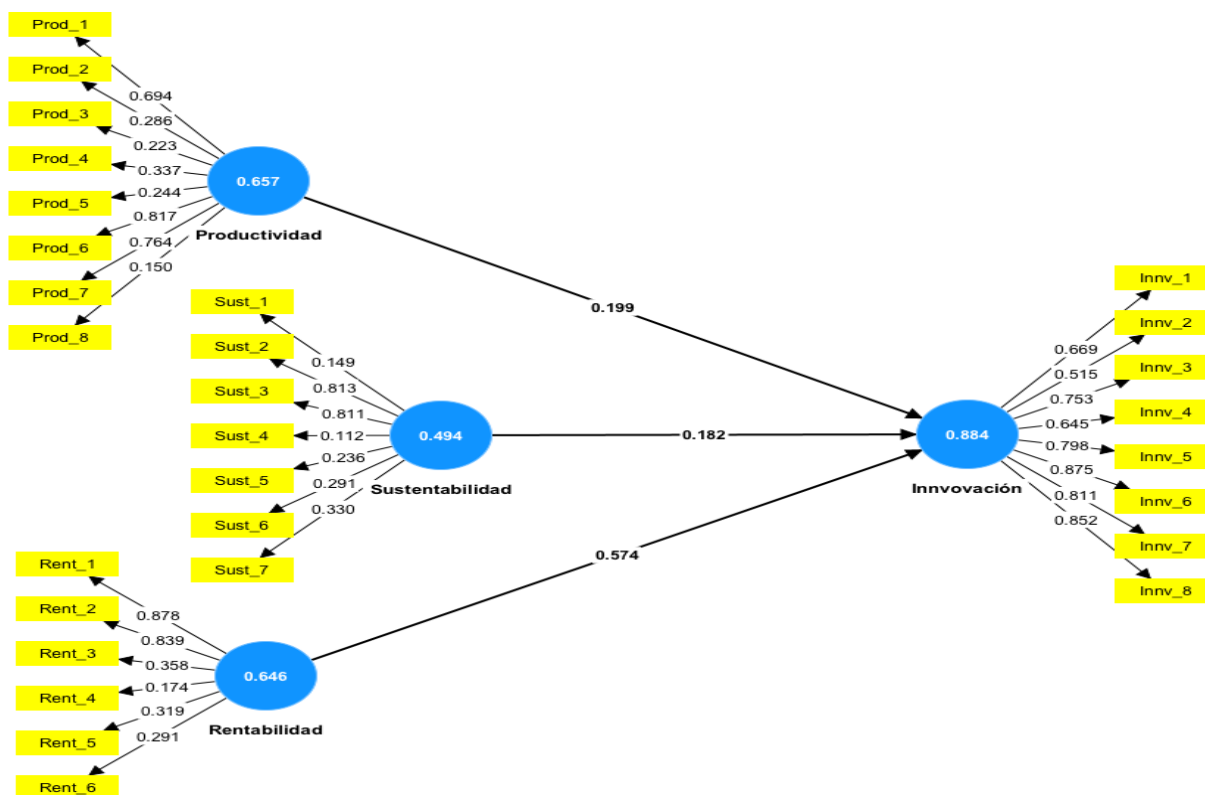 Prod_1
Prod_2
Prod_3
Prod_4
Prod_5
Prod_6
Prod_7
Prod_8
0.694
0.286
0.223
0.337
0.244
0.817
0.764
0.150
0.657
Productividad
0.199
Sust_1
Sust_2
Sust_3
Sust_4
Sust_5
Sust_6
Sust_7
0.149
0.813
0.811
0.112
0.236
0.291
0.330
0.494
Sustentabilidad
0.182
Rent_1
Rent_2
Rent_3
Rent_4
Rent_5
Rent_6
0.878
0.839
0.358
0.174
0.319
0.291
0.646
Rentabilidad
0.574
0.884
Innvovación
0.669
0.515
0.753
0.645
0.798
0.875
0.811
0.852
Innv_1
Innv_2
Innv_3
Innv_4
Innv_5
Innv_6
Innv_7
Innv_8